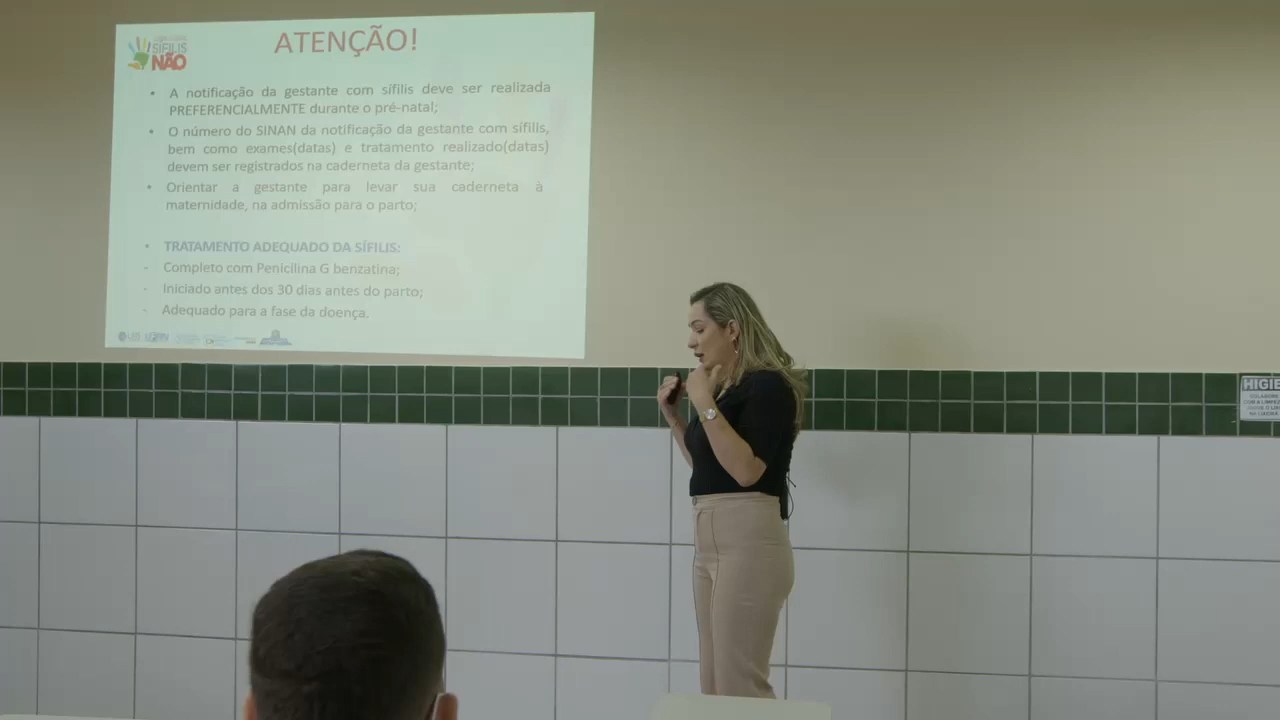 SÍFILIS
NÃO
ATENÇÃO!
• A notificação da gestante com sífilis deve ser realizada
PREFERENCIALMENTE durante o pré-natal;
• O número do SINAN da notificação da gestante com sífilis,
bem como exames(datas) e tratamento realizado(datas)
devem ser registrados na caderneta da gestante;
• Orientar a gestante para levar sua caderneta à
maternidade, na admissão para o parto;
• TRATAMENTO ADEQUADO DA SÍFILIS:
- Completo com Penicilina G benzatina;
- Iniciado antes dos 30 dias antes do parto;
- Adequado para a fase da doença.
HIGIE